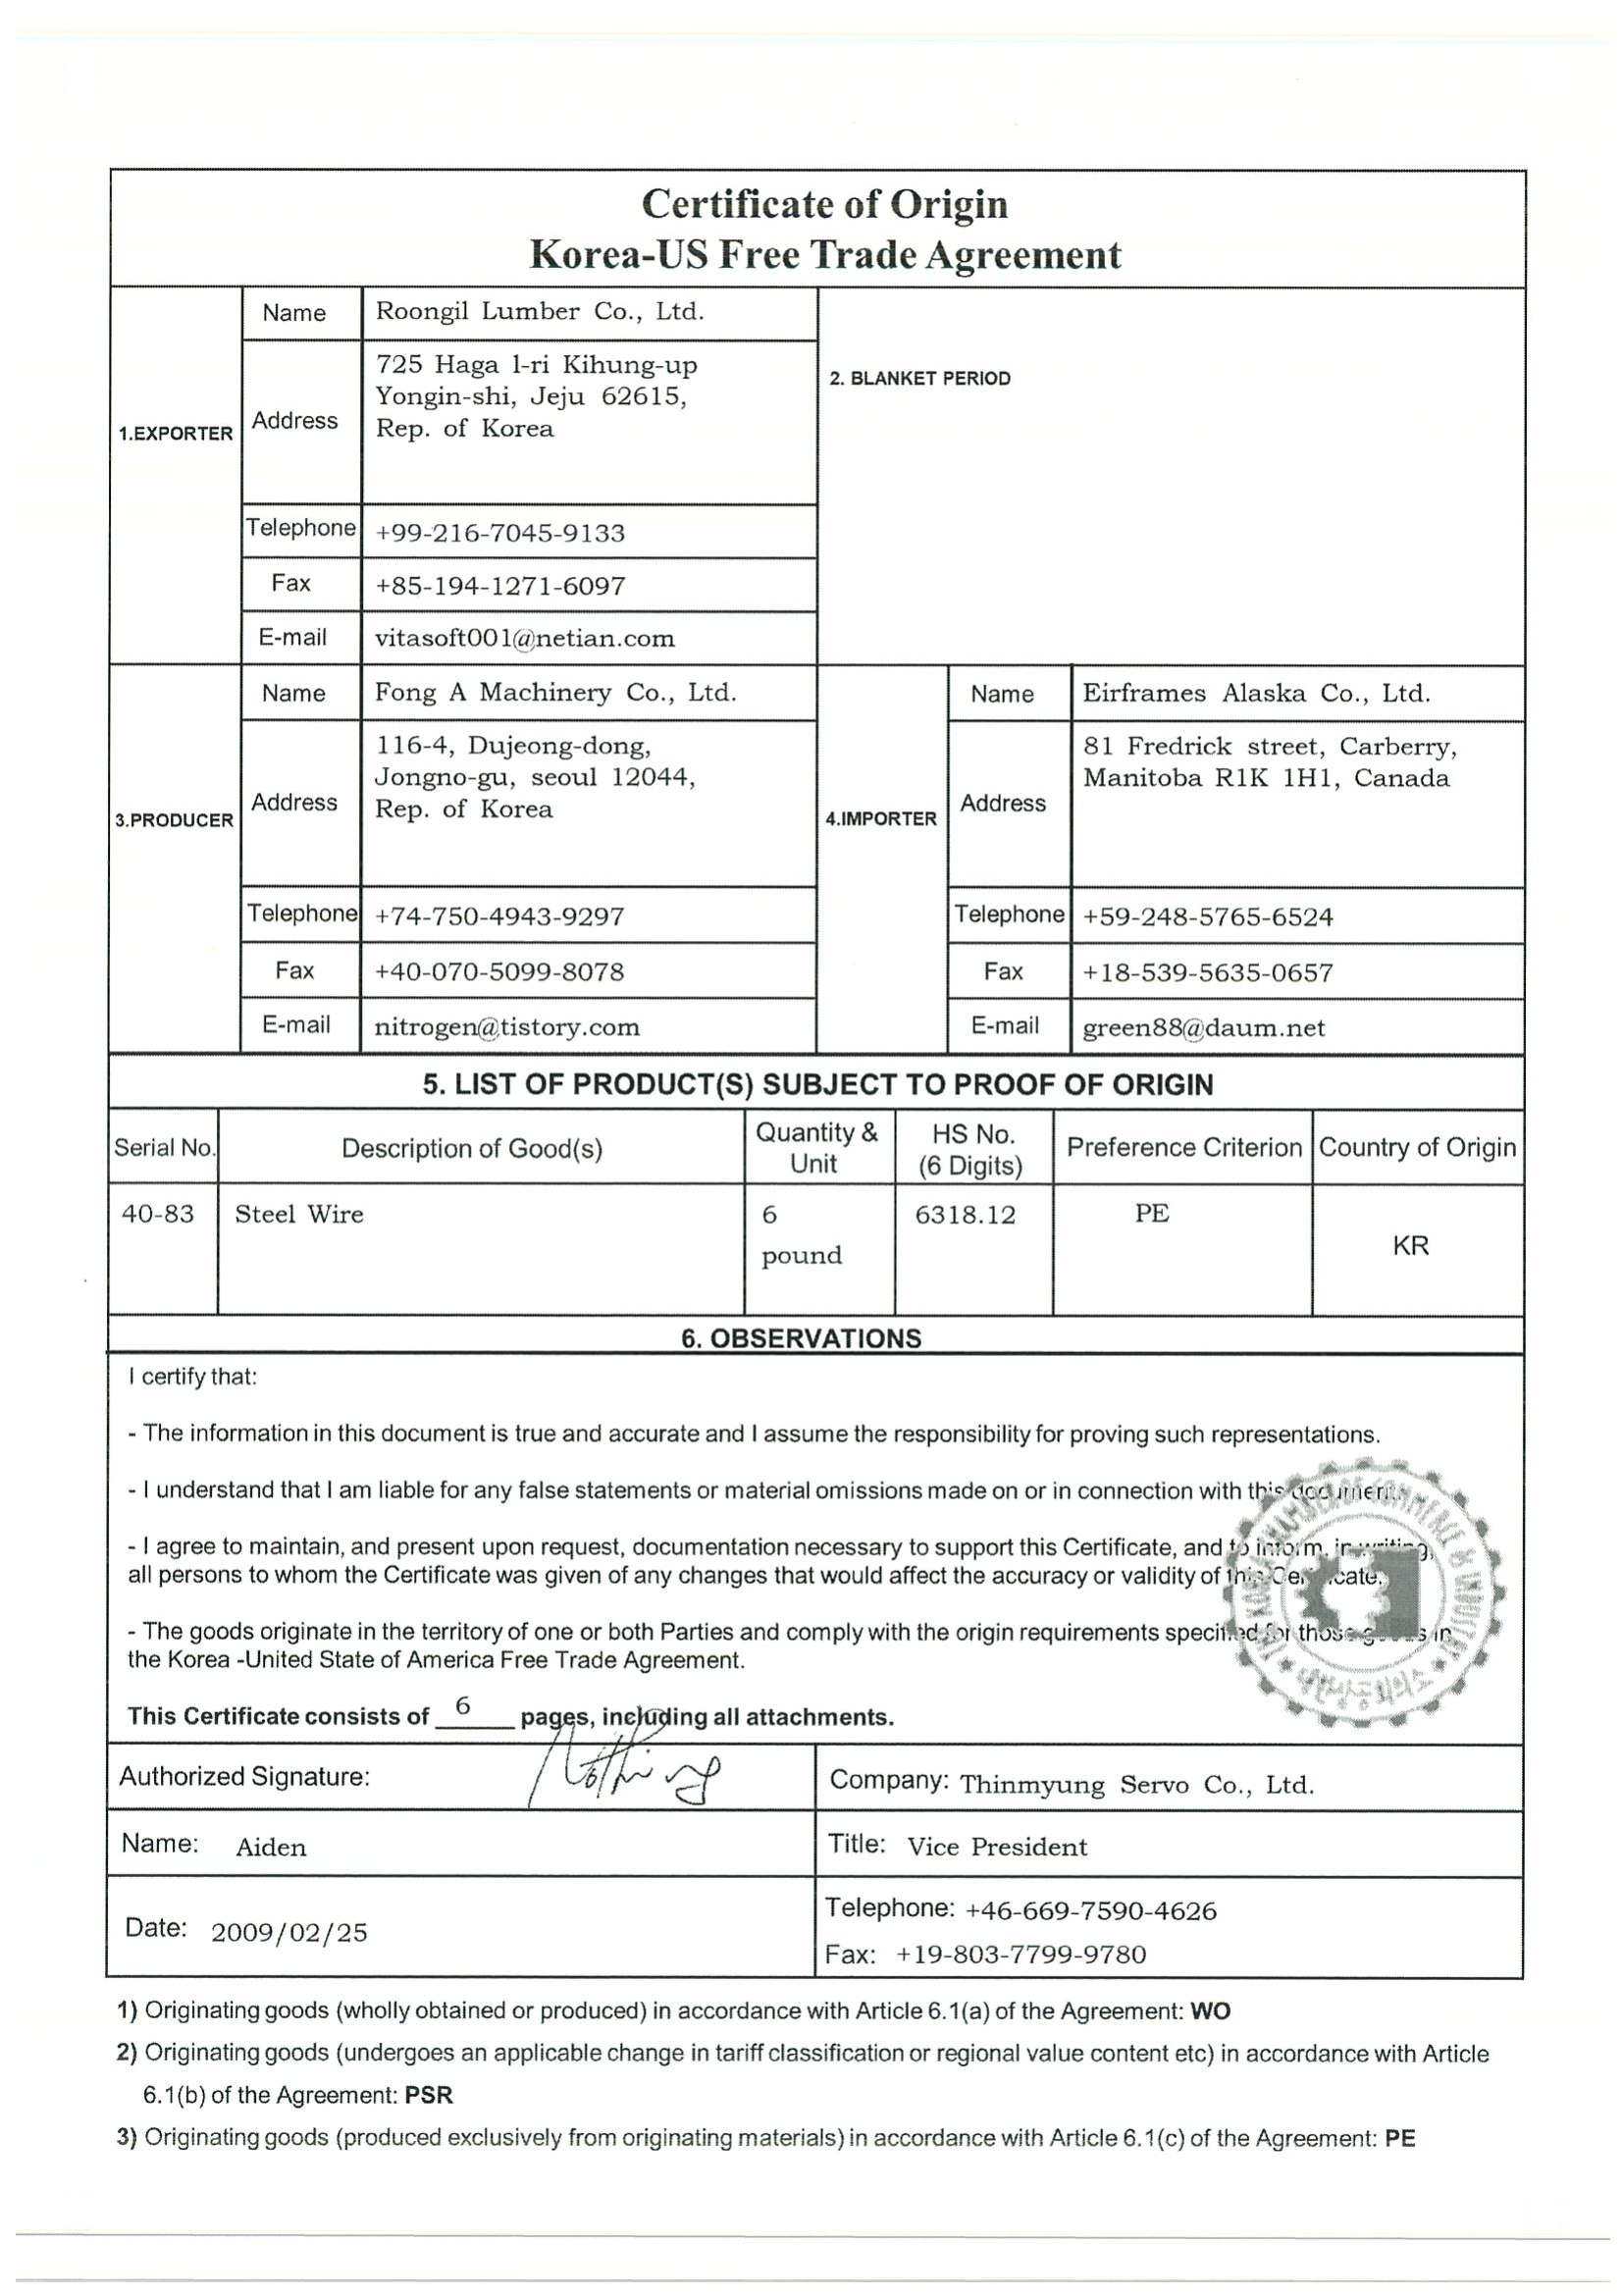 Certificate of Origin
Korea-US Free Trade Agreement
1.EXPORTER
Name
Roongil Lumber Co., Ltd.
Address
725 Haga l-ri Kihung-up
Yongin-shi, Jeju 62615,
Rep. of Korea
Telephone
+99-216-7045-9133
Fax
+85-194-1271-6097
E-mail
vitasoft001@netian.com
2. BLANKET PERIOD
3.PRODUCER
Name
Fong A Machinery Co., Ltd.
Address
116-4, Dujeong-dong,
Jongno-gu, seoul 12044,
Rep. of Korea
Telephone
+74-750-4943-9297
Fax
+40-070-5099-8078
E-mail
nitrogen@tistory.com
4.IMPORTER
Name
Eirframes Alaska Co., Ltd.
Address
81 Fredrick street, Carberry,
Manitoba R1K 1H1, Canada
Telephone
+59-248-5765-6524
Fax
+18-539-5635-0657
E-mail
green88@daum.net
5. LIST OF PRODUCT(S) SUBJECT TO PROOF OF ORIGIN
Serial No.
Description of Good(s)
Quantity &
Unit
HS No.
(6 Digits)
Preference Criterion
Country of Origin
40-83
Steel Wire
6
pound
6318.12
PE
KR
6. OBSERVATIONS
I certify that:
- The information in this document is true and accurate and I assume the responsibility for proving such representations.
- I understand that I am liable for any false statements or material omissions made on or in connection with this document.
- I agree to maintain, and present upon request, documentation necessary to support this Certificate, and to inform, in writing,
all persons to whom the Certificate was given of any changes that would affect the accuracy or validity of this Certificate.
- The goods originate in the territory of one or both Parties and comply with the origin requirements specified for those goods in
the Korea -United State of America Free Trade Agreement.
This Certificate consists of 6 pages, including all attachments.
Authorized Signature:
Company: Thinmyung Servo Co., Ltd.
Name: Aiden
Title: Vice President
Date: 2009/02/25
Telephone: +46-669-7590-4626
Fax: +19-803-7799-9780
1) Originating goods (wholly obtained or produced) in accordance with Article 6.1(a) of the Agreement: WO
2) Originating goods (undergoes an applicable change in tariff classification or regional value content etc) in accordance with Article
6.1(b) of the Agreement: PSR
3) Originating goods (produced exclusively from originating materials) in accordance with Article 6.1(c) of the Agreement: PE